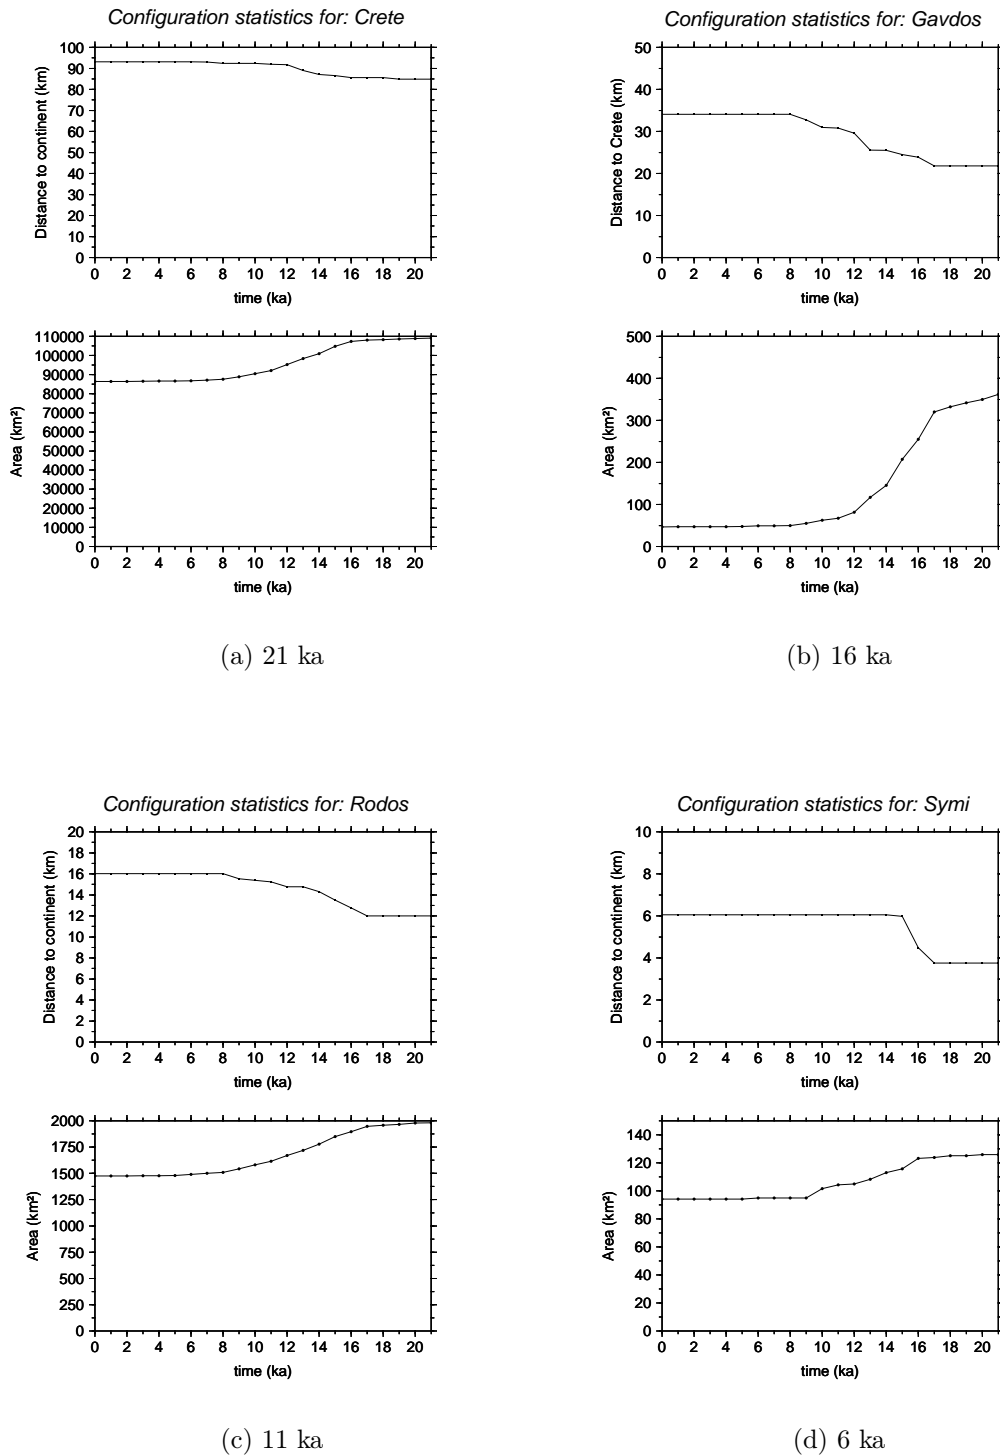 Configuration statistics for: Crete
100
90
80
70
60
50
40
30
20
10
0
Distance to continent (km)
0 2 4 6 8 10 12 14 16 18 20
time (ka)
110000
100000
90000
80000
70000
60000
50000
40000
30000
20000
10000
0
Area (km²)
0 2 4 6 8 10 12 14 16 18 20
time (ka)
(a) 21 ka
Configuration statistics for: Gavdos
50
40
30
20
10
0
Distance to Crete (km)
0 2 4 6 8 10 12 14 16 18 20
time (ka)
500
400
300
200
100
0
Area (km²)
0 2 4 6 8 10 12 14 16 18 20
time (ka)
(b) 16 ka
Configuration statistics for: Rodos
20
18
16
14
12
10
8
6
4
2
0
Distance to continent (km)
0 2 4 6 8 10 12 14 16 18 20
time (ka)
2000
1750
1500
1250
1000
750
500
250
0
Area (km²)
0 2 4 6 8 10 12 14 16 18 20
time (ka)
(c) 11 ka
Configuration statistics for: Symi
10
8
6
4
2
0
Distance to continent (km)
0 2 4 6 8 10 12 14 16 18 20
time (ka)
140
120
100
80
60
40
20
0
Area (km²)
0 2 4 6 8 10 12 14 16 18 20
time (ka)
(d) 6 ka